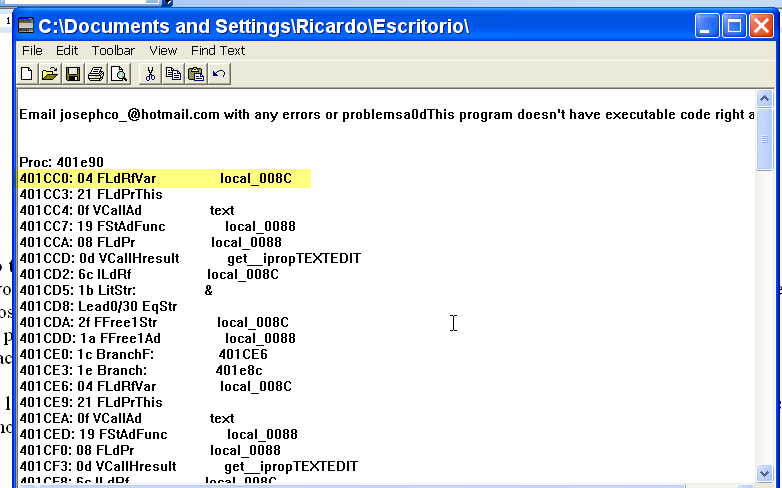 C:\Documents and Settings\Ricardo\Escritorio\
File Edit Toolbar View Find Text
Email josephco_@hotmail.com with any errors or problemsa0dThis program doesn't have executable code right a
Proc: 401e90
401CC0: 04 FLdRfVar local_008C
401CC3: 21 FLdPrThis
401CC4: 0f VCallAd text
401CC7: 19 FStAdFunc local_0088
401CCA: 08 FLdPr local_0088
401CCD: 0d VCallHresult get__ipropTEXTEDIT
401CD2: 6c ILdRf local_008C
401CD5: 1b LitStr: &
401CD8: Lead0/30 EqStr
401CDA: 2f FFree1Str local_008C
401CDD: 1a FFree1Ad local_0088
401CE0: 1c BranchF: 401CE6
401CE3: 1e Branch: 401e8c
401CE6: 04 FLdRfVar local_008C
401CE9: 21 FLdPrThis
401CEA: 0f VCallAd text
401CED: 19 FStAdFunc local_0088
401CF0: 08 FLdPr local_0088
401CF3: 0d VCallHresult get__ipropTEXTEDIT
401CF8: 6c ILdRf local_008C